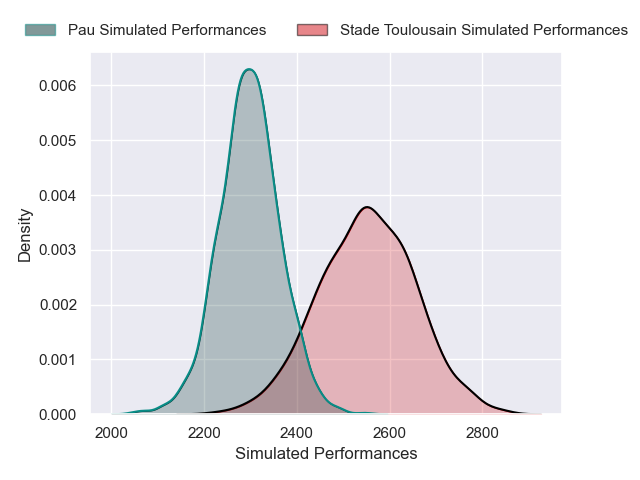 Pau Simulated Performances Stade Toulousain Simulated Performances
0.006
0.005
0.004
0.003
0.002
0.001
0.000
Density
2000 2200 2400 2600 2800
Simulated Performances